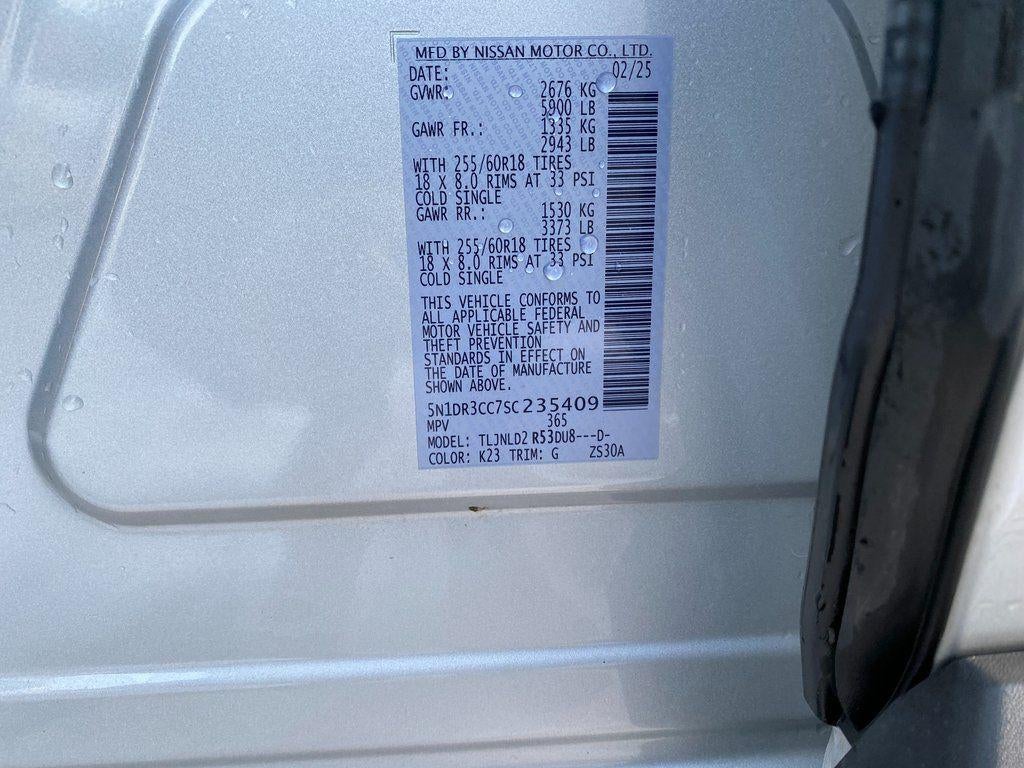 MFD BY NISSAN MOTOR CO., LTD.
DATE: 02/25
GVWR: 2676 KG
5900 LB
GAWR FR.: 1335 KG
2943 LB
WITH 255/60R18 TIRES
18 X 8.0 RIMS AT 33 PSI
COLD SINGLE
GAWR RR.: 1530 KG
3373 LB
WITH 255/60R18 TIRES
18 X 8.0 RIMS AT 33 PSI
COLD SINGLE
THIS VEHICLE CONFORMS TO
ALL APPLICABLE FEDERAL
MOTOR VEHICLE SAFETY AND
THEFT PREVENTION
STANDARDS IN EFFECT ON
THE DATE OF MANUFACTURE
SHOWN ABOVE.
5N1DR3CC7SC235409
MPV 365
MODEL: TLJNLD2 R53DU8---D-
COLOR: K23 TRIM: G ZS30A